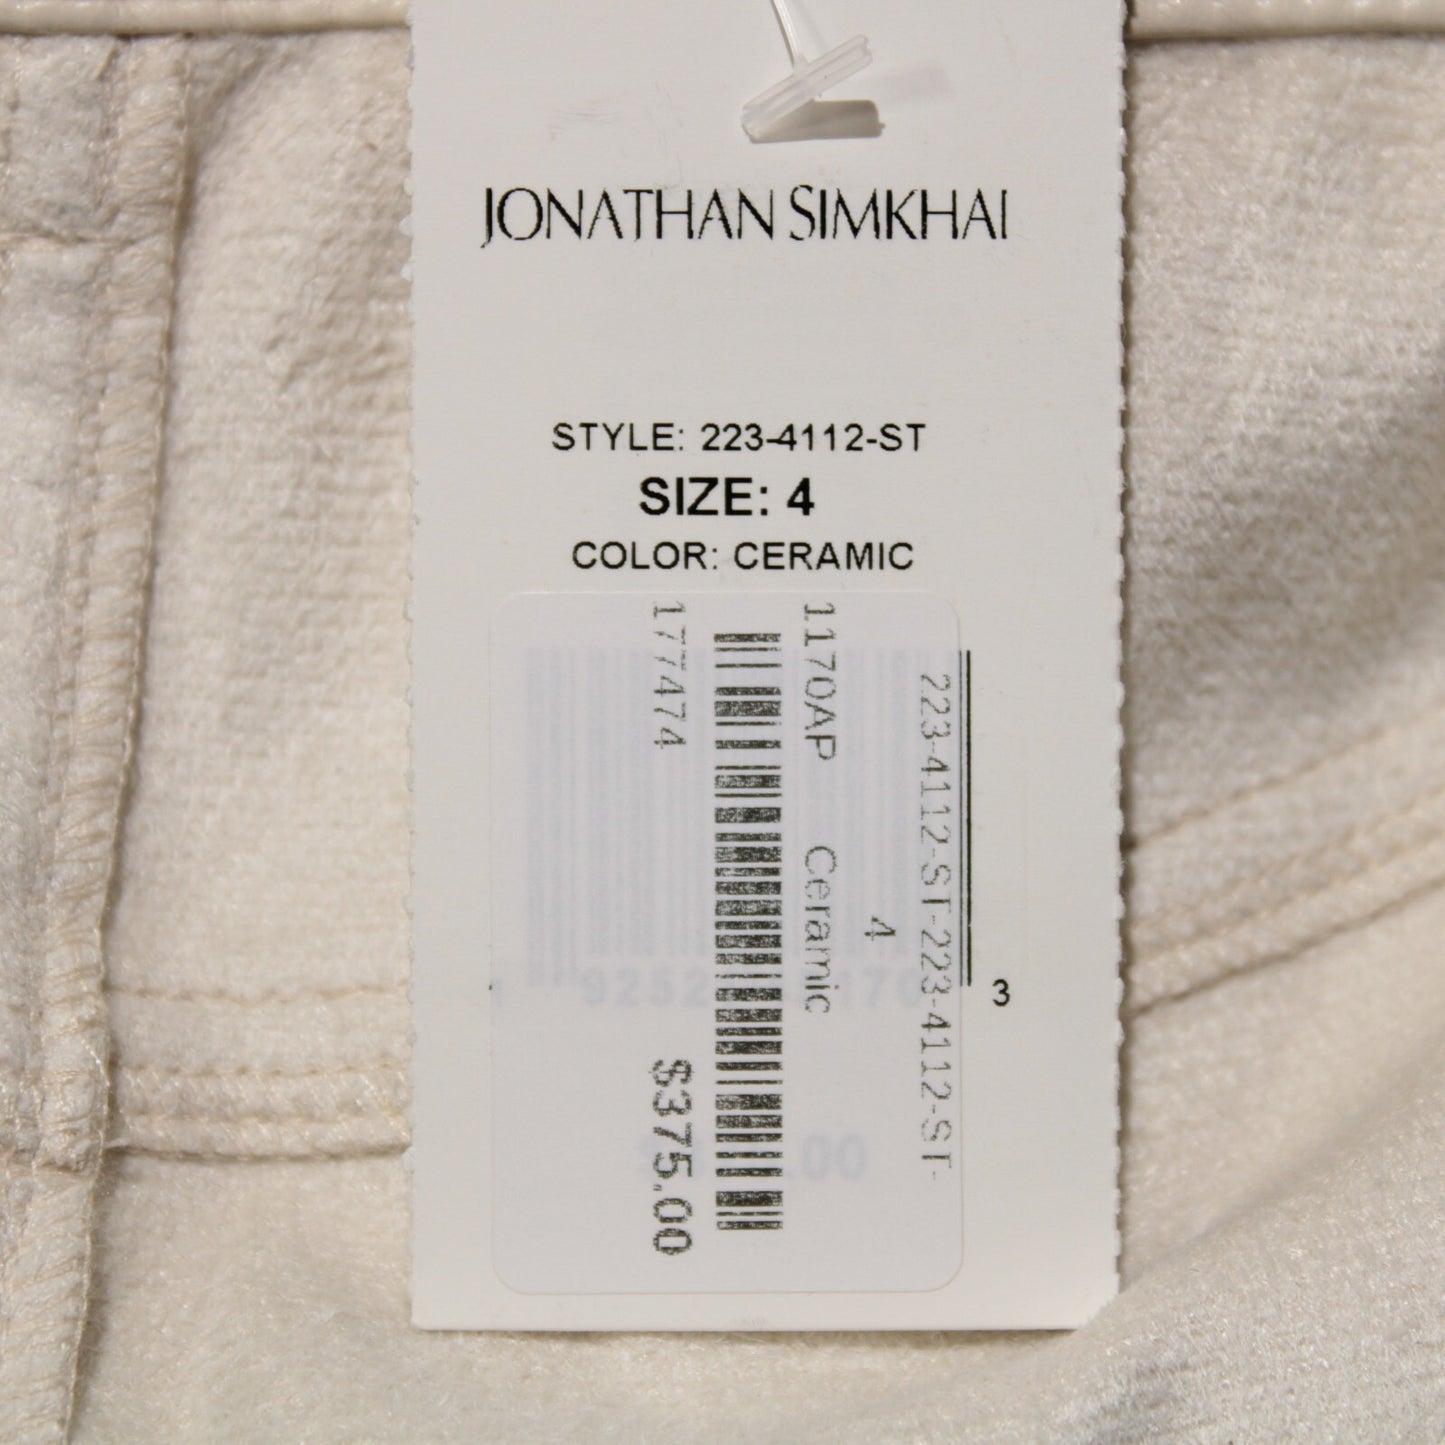 JONATHAN SIMKHAI
STYLE: 223-4112-ST
SIZE: 4
COLOR: CERAMIC
223-4112-ST-223-4112-ST-
4
1170AP Ceramic
177474 $375.00
3